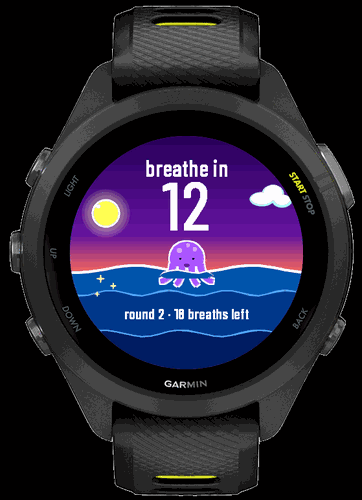 breathe in
12
LIGHT
START STOP
UP
round 2 · 18 breaths left
DOWN
BACK
GARMIN